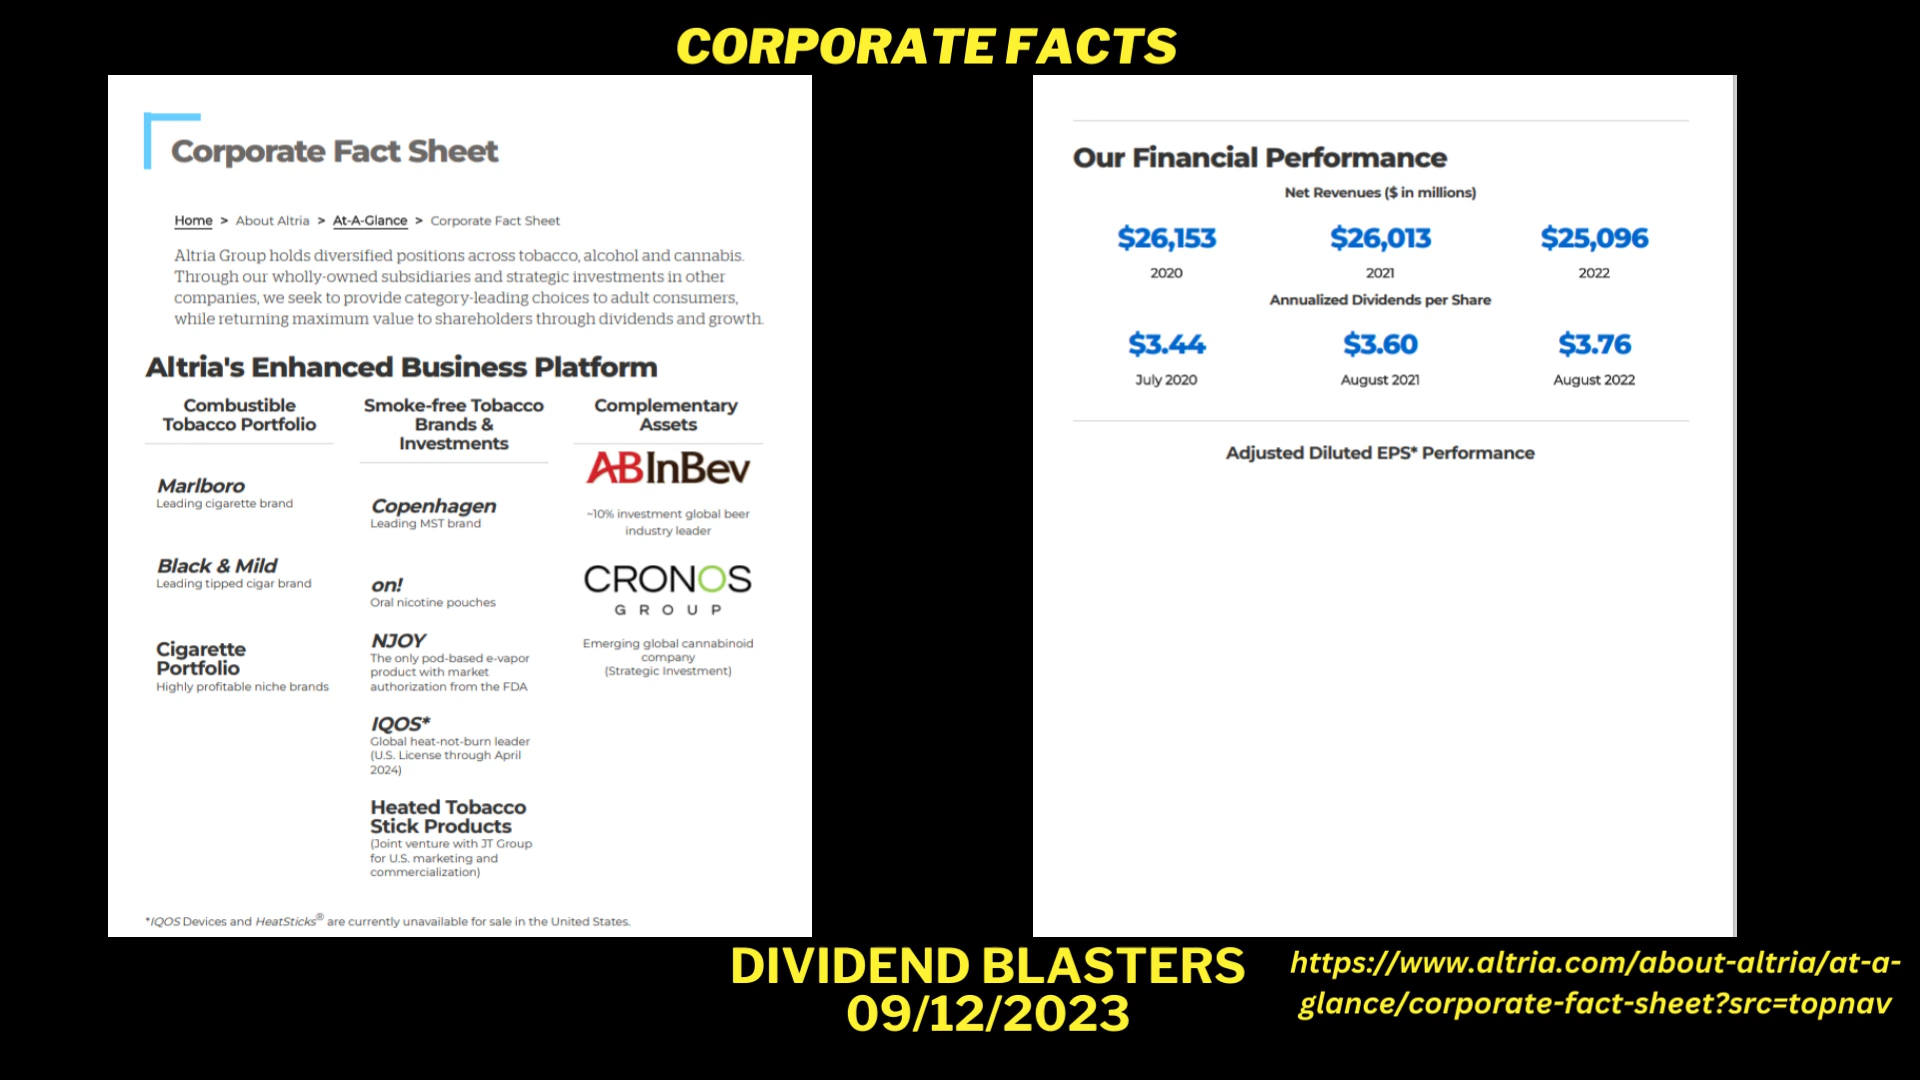 CORPORATE FACTS
Corporate Fact Sheet
Home > About Altria > At-A-Glance > Corporate Fact Sheet
Altria Group holds diversified positions across tobacco, alcohol and cannabis.
Through our wholly-owned subsidiaries and strategic investments in other
companies, we seek to provide category-leading choices to adult consumers,
while returning maximum value to shareholders through dividends and growth.
Altria's Enhanced Business Platform
Combustible
Tobacco Portfolio
Marlboro
Leading cigarette brand
Black & Mild
Leading tipped cigar brand
Cigarette
Portfolio
Highly profitable niche brands
Smoke-free Tobacco
Brands &
Investments
Copenhagen
Leading MST brand
on!
Oral nicotine pouches
NJOY
The only pod-based e-vapor
product with market
authorization from the FDA
IQOS*
Global heat-not-burn leader
(U.S. License through April
2024)
Heated Tobacco
Stick Products
(Joint venture with JT Group
for U.S. marketing and
commercialization)
Complementary
Assets
ABInBev
~10% investment global beer
industry leader
CRONOS
GROUP
Emerging global cannabinoid
company
(Strategic Investment)
*IQOS Devices and HeatSticks® are currently unavailable for sale in the United States.
Our Financial Performance
Net Revenues ($ in millions)
$26,153 $26,013 $25,096
2020 2021 2022
Annualized Dividends per Share
$3.44 $3.60 $3.76
July 2020 August 2021 August 2022
Adjusted Diluted EPS* Performance
DIVIDEND BLASTERS
09/12/2023
https://www.altria.com/about-altria/at-a-
glance/corporate-fact-sheet?src=topnav